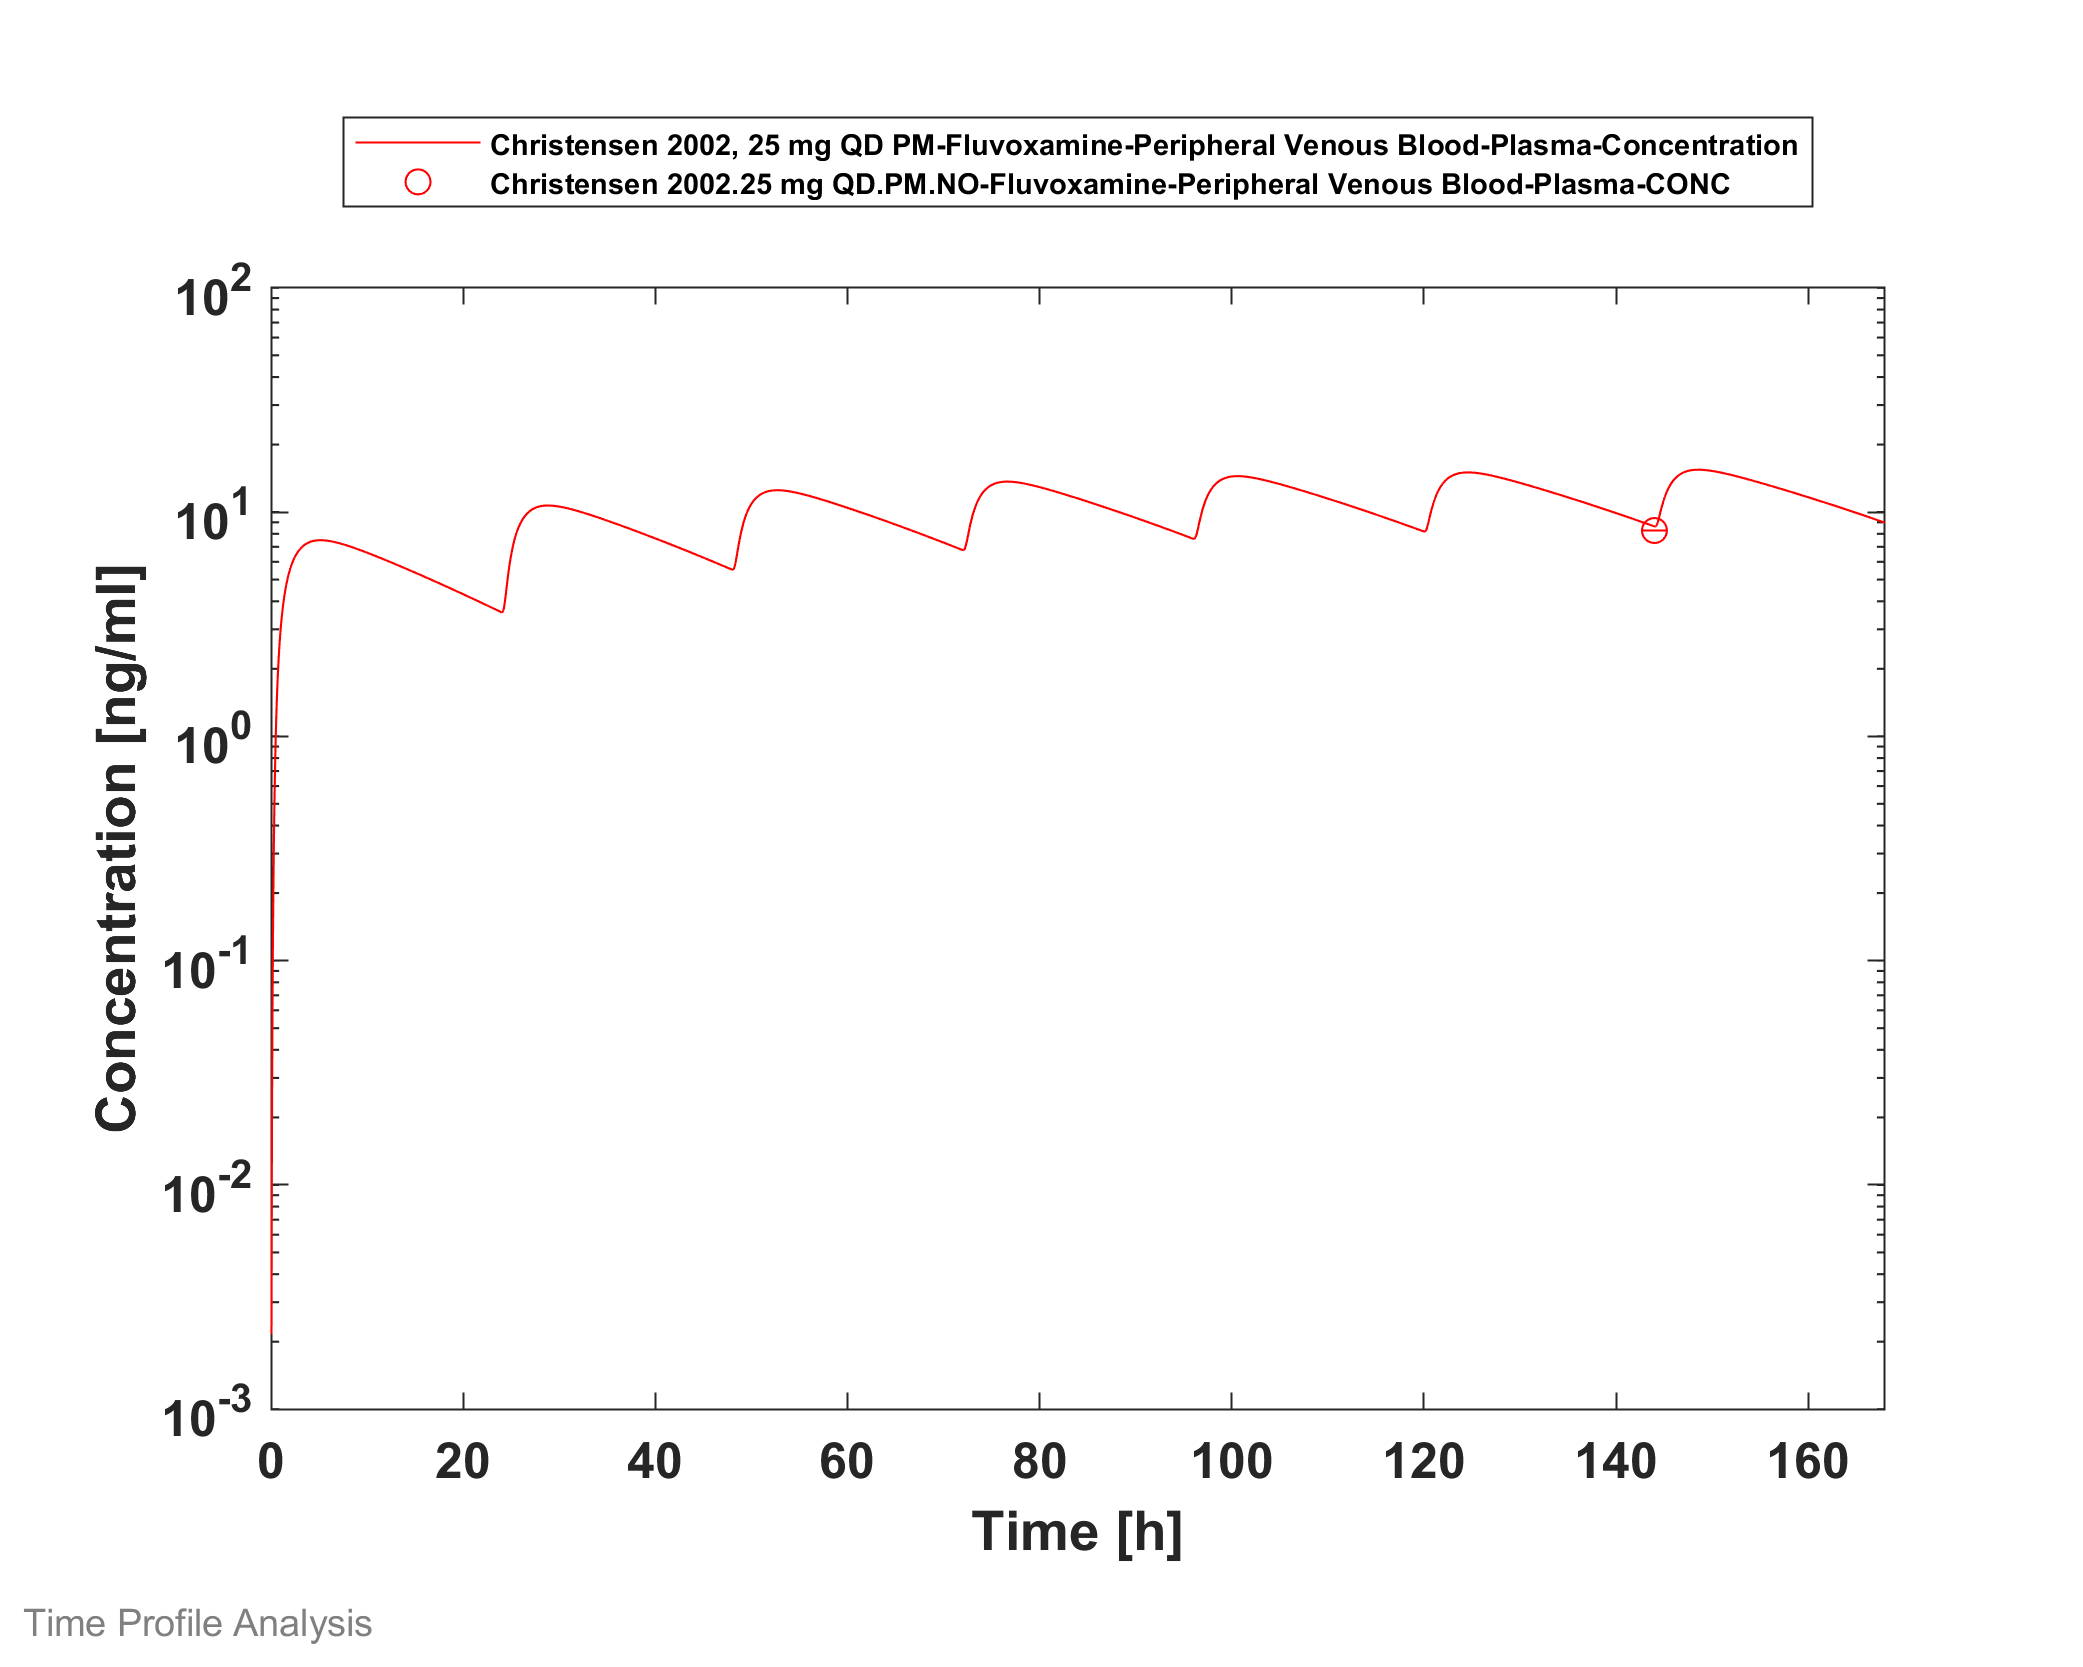 Christensen 2002, 25 mg QD PM-Fluvoxamine-Peripheral Venous Blood-Plasma-Concentration
Christensen 2002.25 mg QD.PM.NO-Fluvoxamine-Peripheral Venous Blood-Plasma-CONC
10^2
10^1
10^0
10^-1
10^-2
10^-3
Concentration [ng/ml]
0 20 40 60 80 100 120 140 160
Time [h]
Time Profile Analysis